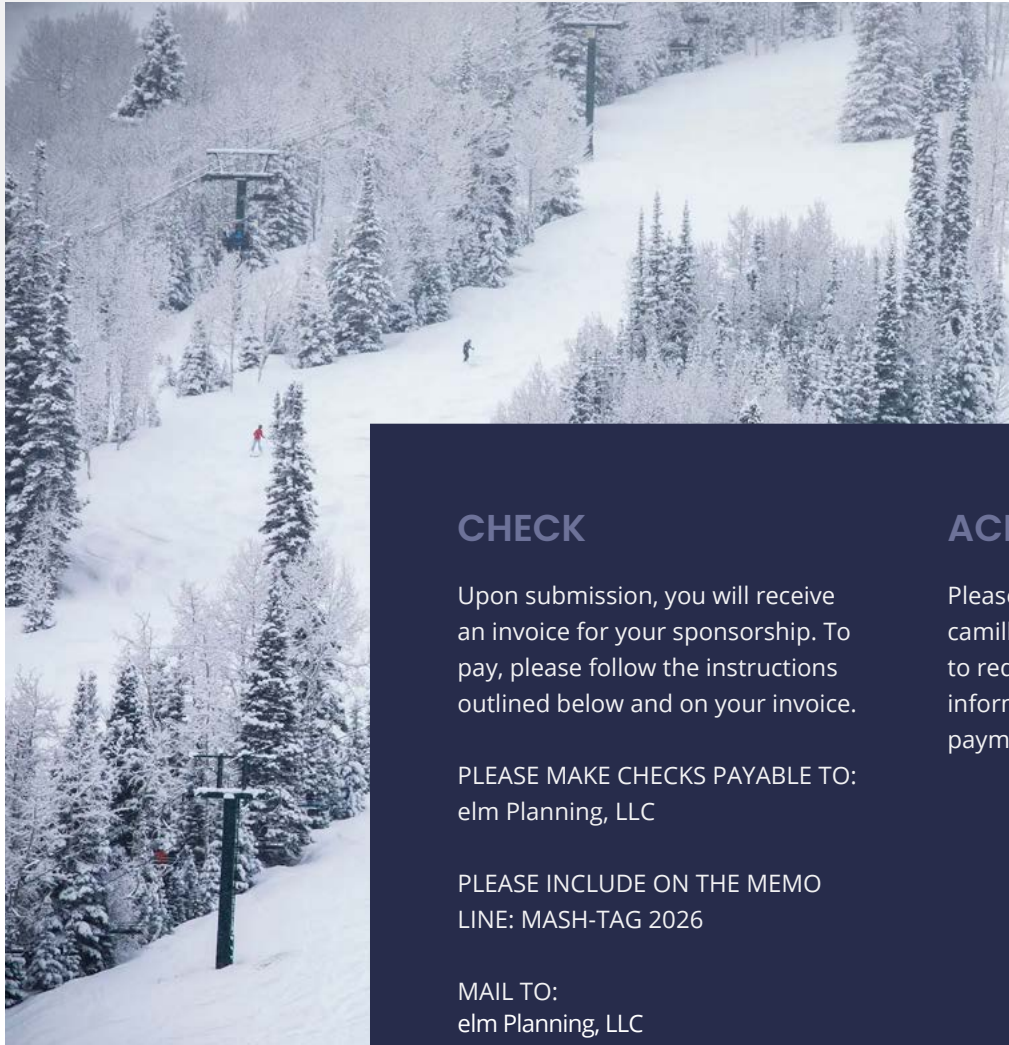 CHECK
Upon submission, you will receive
an invoice for your sponsorship. To
pay, please follow the instructions
outlined below and on your invoice.
PLEASE MAKE CHECKS PAYABLE TO:
elm Planning, LLC
PLEASE INCLUDE ON THE MEMO
LINE: MASH-TAG 2026
MAIL TO:
elm Planning, LLC
to